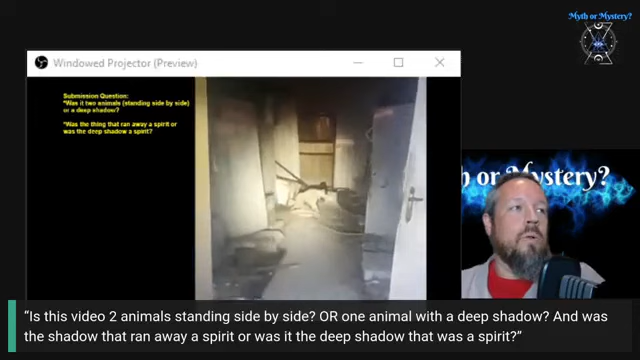 Myth or Mystery?
Windowed Projector (Preview)
Submission Question:
*Was it two animals (standing side by side)
or a deep shadow?
*Was the thing that ran away a spirit or
was the deep shadow a spirit?
th or Mystery?
“Is this video 2 animals standing side by side? OR one animal with a deep shadow? And was
the shadow that ran away a spirit or was it the deep shadow that was a spirit?”